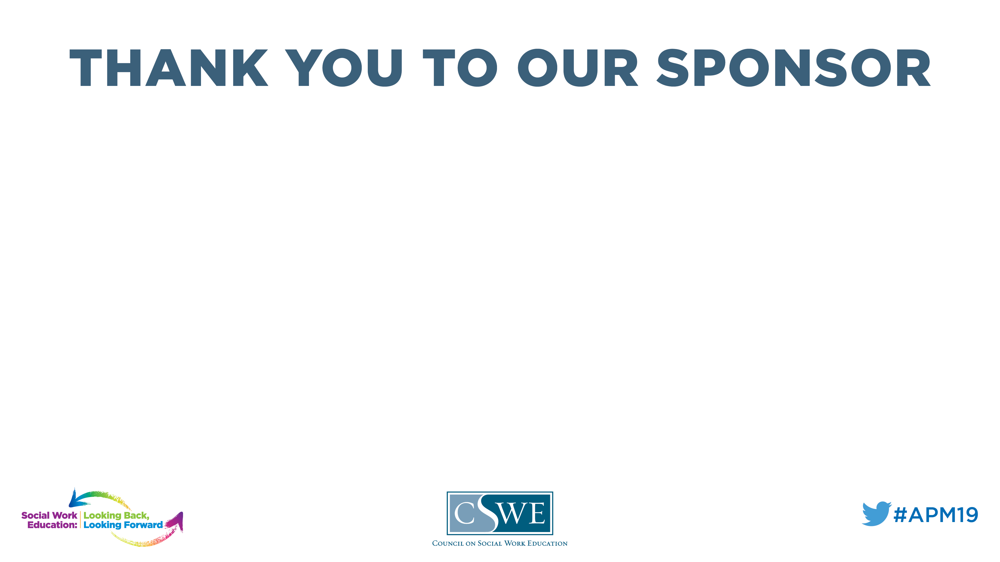 THANK YOU TO OUR SPONSOR
Social Work Education:
Looking Back, Looking Forward
CSWE
COUNCIL ON SOCIAL WORK EDUCATION
#APM19